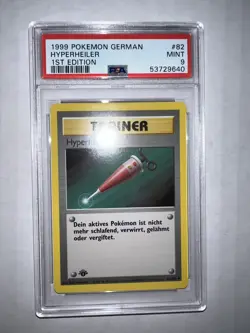 1999 POKEMON GERMAN #82
HYPERHEILER MINT
1ST EDITION PSA 9
53729640
TRAINER
Dein aktives Pokémon ist nicht
mehr schlafend, verwirrt, gelähmt
oder vergiftet.